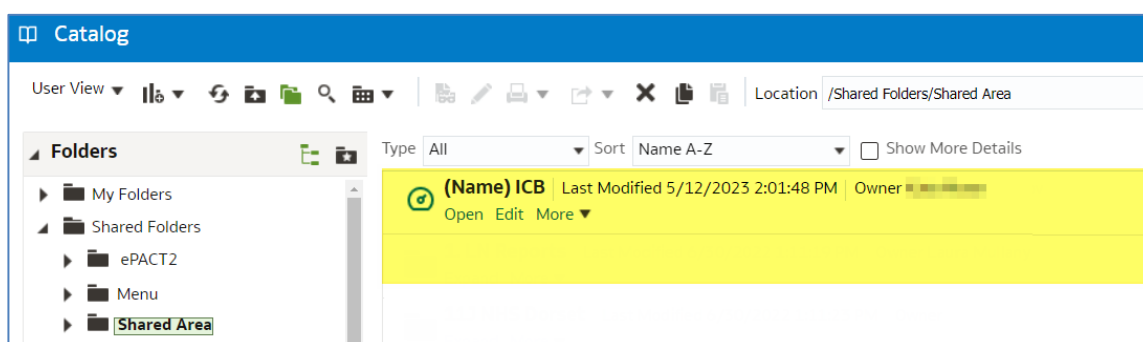 Catalog
User View Location /Shared Folders/Shared Area
Folders Type All Sort Name A-Z Show More Details
My Folders (Name) ICB Last Modified 5/12/2023 2:01:48 PM Owner
Open Edit More
Shared Folders
ePACT2
Menu
Shared Area